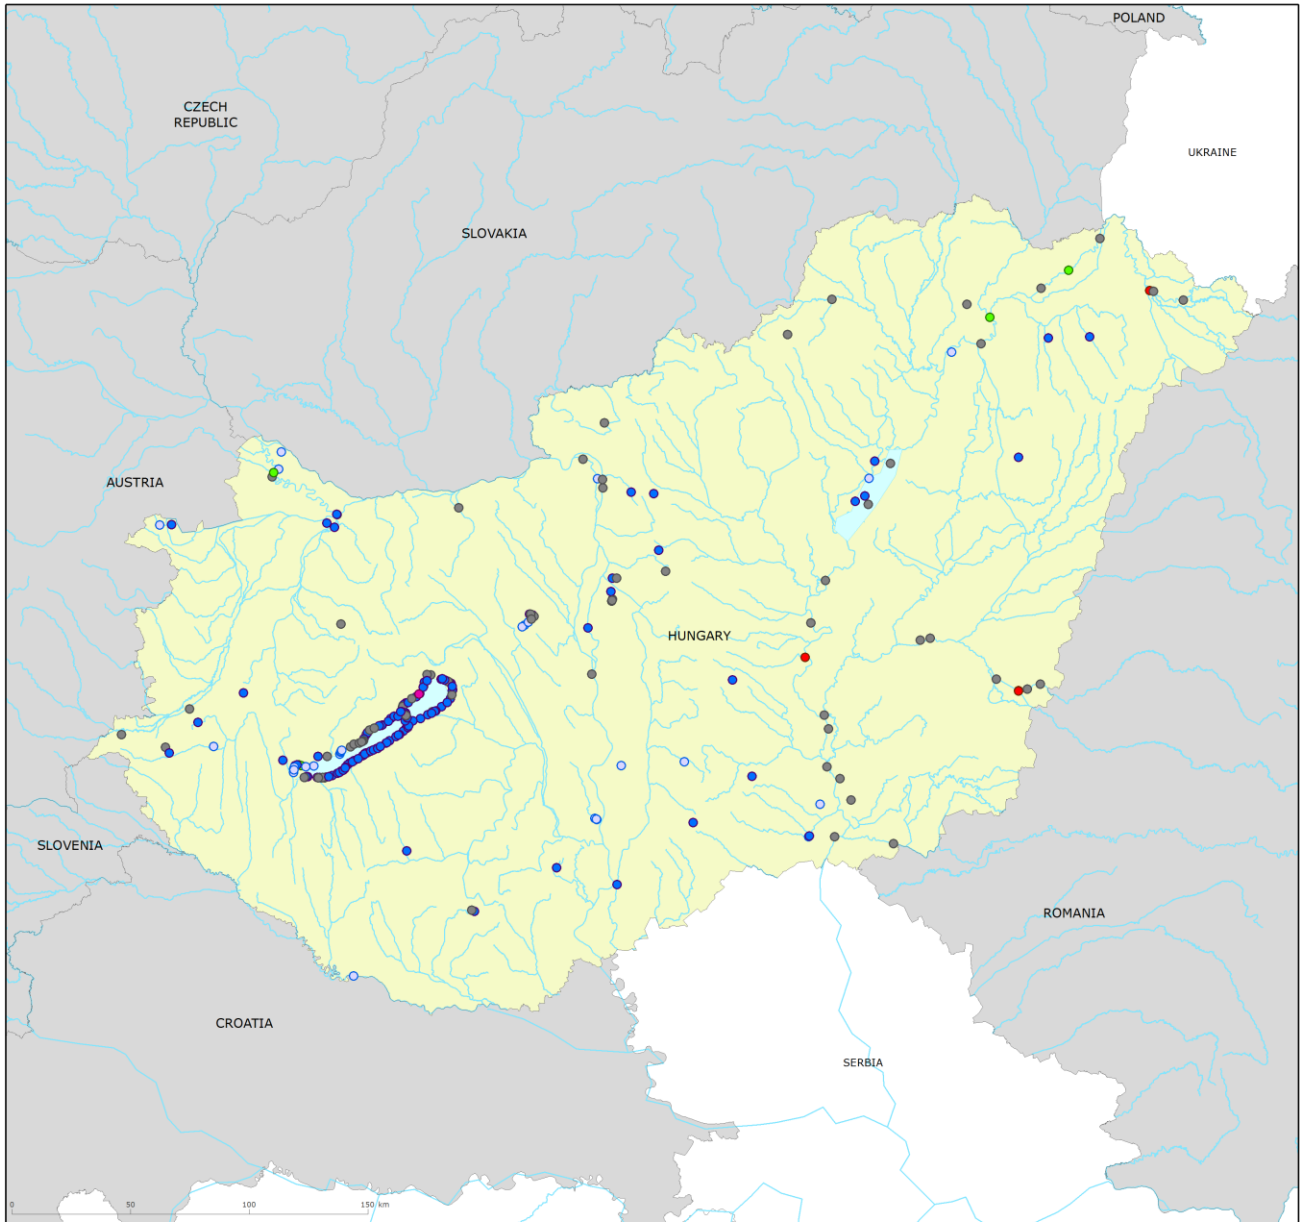 POLAND
CZECH
REPUBLIC
UKRAINE
SLOVAKIA
AUSTRIA
HUNGARY
SLOVENIA
ROMANIA
CROATIA
SERBIA
0 50 100 150 km